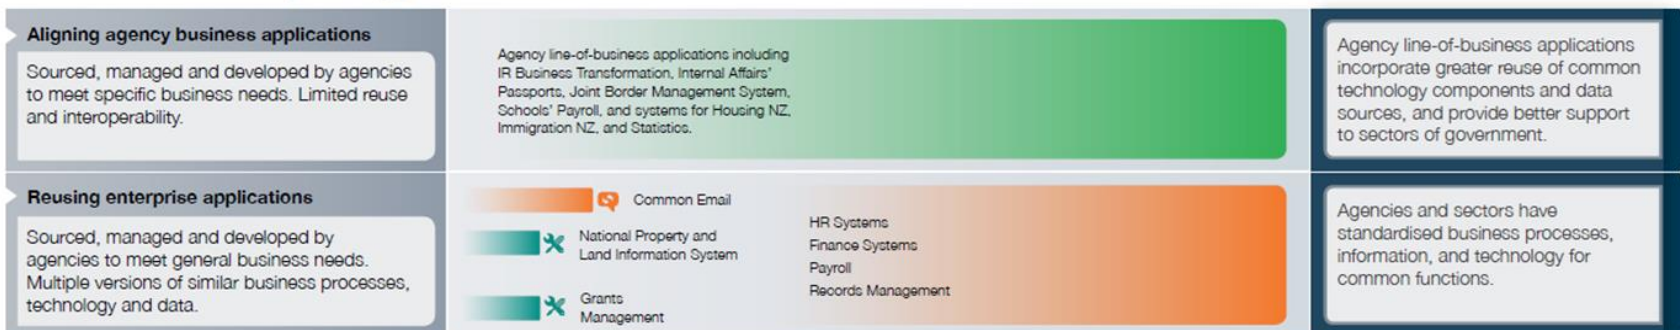 Aligning agency business applications
Sourced, managed and developed by agencies
to meet specific business needs. Limited reuse
and interoperability.
Agency line-of-business applications including
IR Business Transformation, Internal Affairs'
Passports, Joint Border Management System,
Schools' Payroll, and systems for Housing NZ,
Immigration NZ, and Statistics.
Agency line-of-business applications
incorporate greater reuse of common
technology components and data
sources, and provide better support
to sectors of government.
Reusing enterprise applications
Sourced, managed and developed by
agencies to meet general business needs.
Multiple versions of similar business processes,
technology and data.
Common Email
National Property and
Land Information System
Grants
Management
HR Systems
Finance Systems
Payroll
Records Management
Agencies and sectors have
standardised business processes,
information, and technology for
common functions.